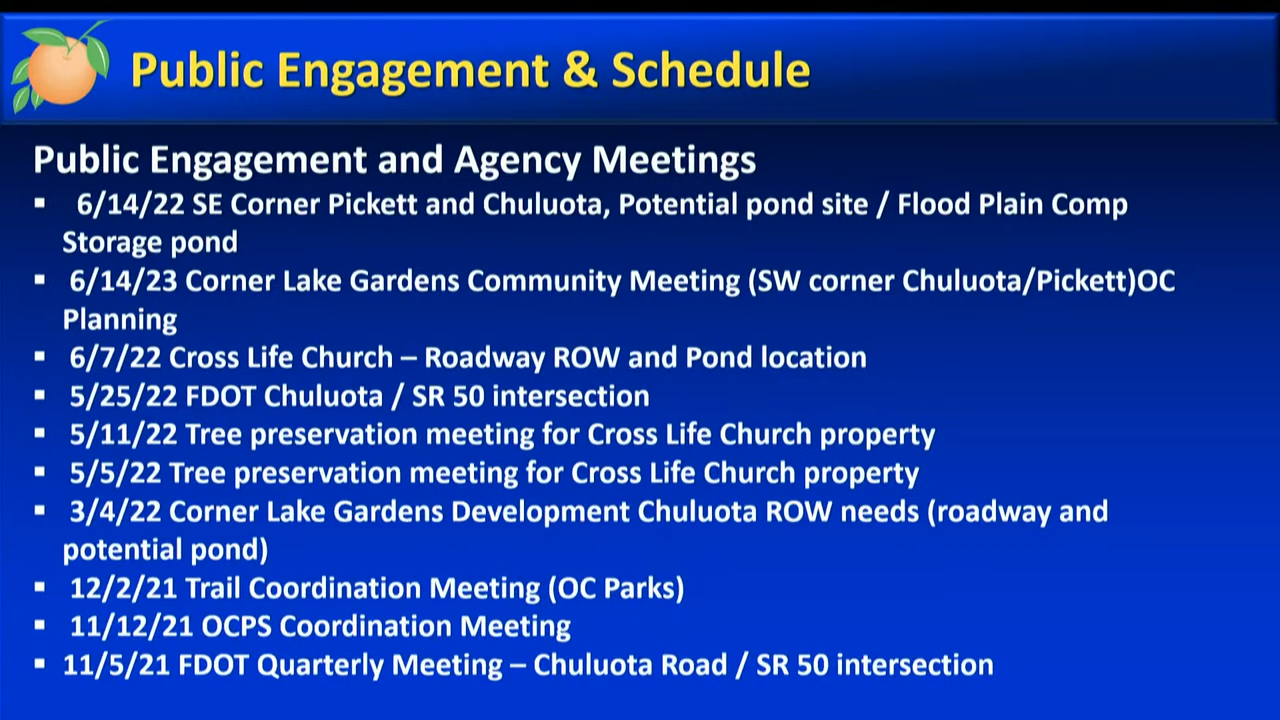 Public Engagement & Schedule
Public Engagement and Agency Meetings
▪ 6/14/22 SE Corner Pickett and Chuluota, Potential pond site / Flood Plain Comp
Storage pond
▪ 6/14/23 Corner Lake Gardens Community Meeting (SW corner Chuluota/Pickett)OC
Planning
▪ 6/7/22 Cross Life Church – Roadway ROW and Pond location
▪ 5/25/22 FDOT Chuluota / SR 50 intersection
▪ 5/11/22 Tree preservation meeting for Cross Life Church property
▪ 5/5/22 Tree preservation meeting for Cross Life Church property
▪ 3/4/22 Corner Lake Gardens Development Chuluota ROW needs (roadway and
potential pond)
▪ 12/2/21 Trail Coordination Meeting (OC Parks)
▪ 11/12/21 OCPS Coordination Meeting
▪ 11/5/21 FDOT Quarterly Meeting – Chuluota Road / SR 50 intersection